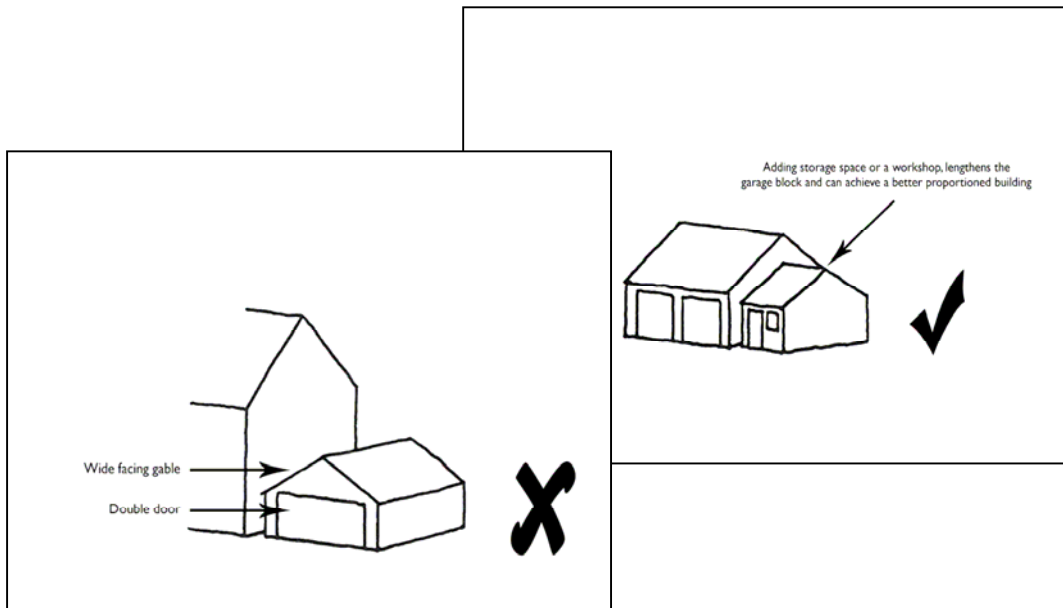 Adding storage space or a workshop, lengthens the
garage block and can achieve a better proportioned building
Wide facing gable
Double door